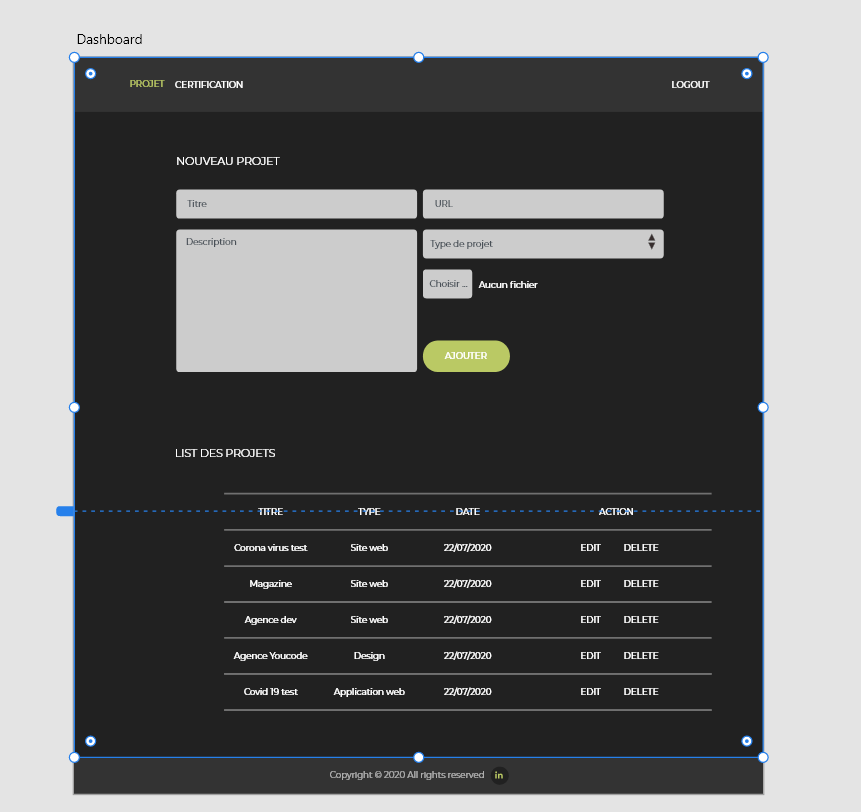 Dashboard
PROJET CERTIFICATION LOGOUT
NOUVEAU PROJET
Titre URL
Description Type de projet
Choisir ... Aucun fichier
AJOUTER
LIST DES PROJETS
TITRE TYPE DATE ACTION
Corona virus test Site web 22/07/2020 EDIT DELETE
Magazine Site web 22/07/2020 EDIT DELETE
Agence dev Site web 22/07/2020 EDIT DELETE
Agence Youcode Design 22/07/2020 EDIT DELETE
Covid 19 test Application web 22/07/2020 EDIT DELETE
Copyright © 2020 All rights reserved in